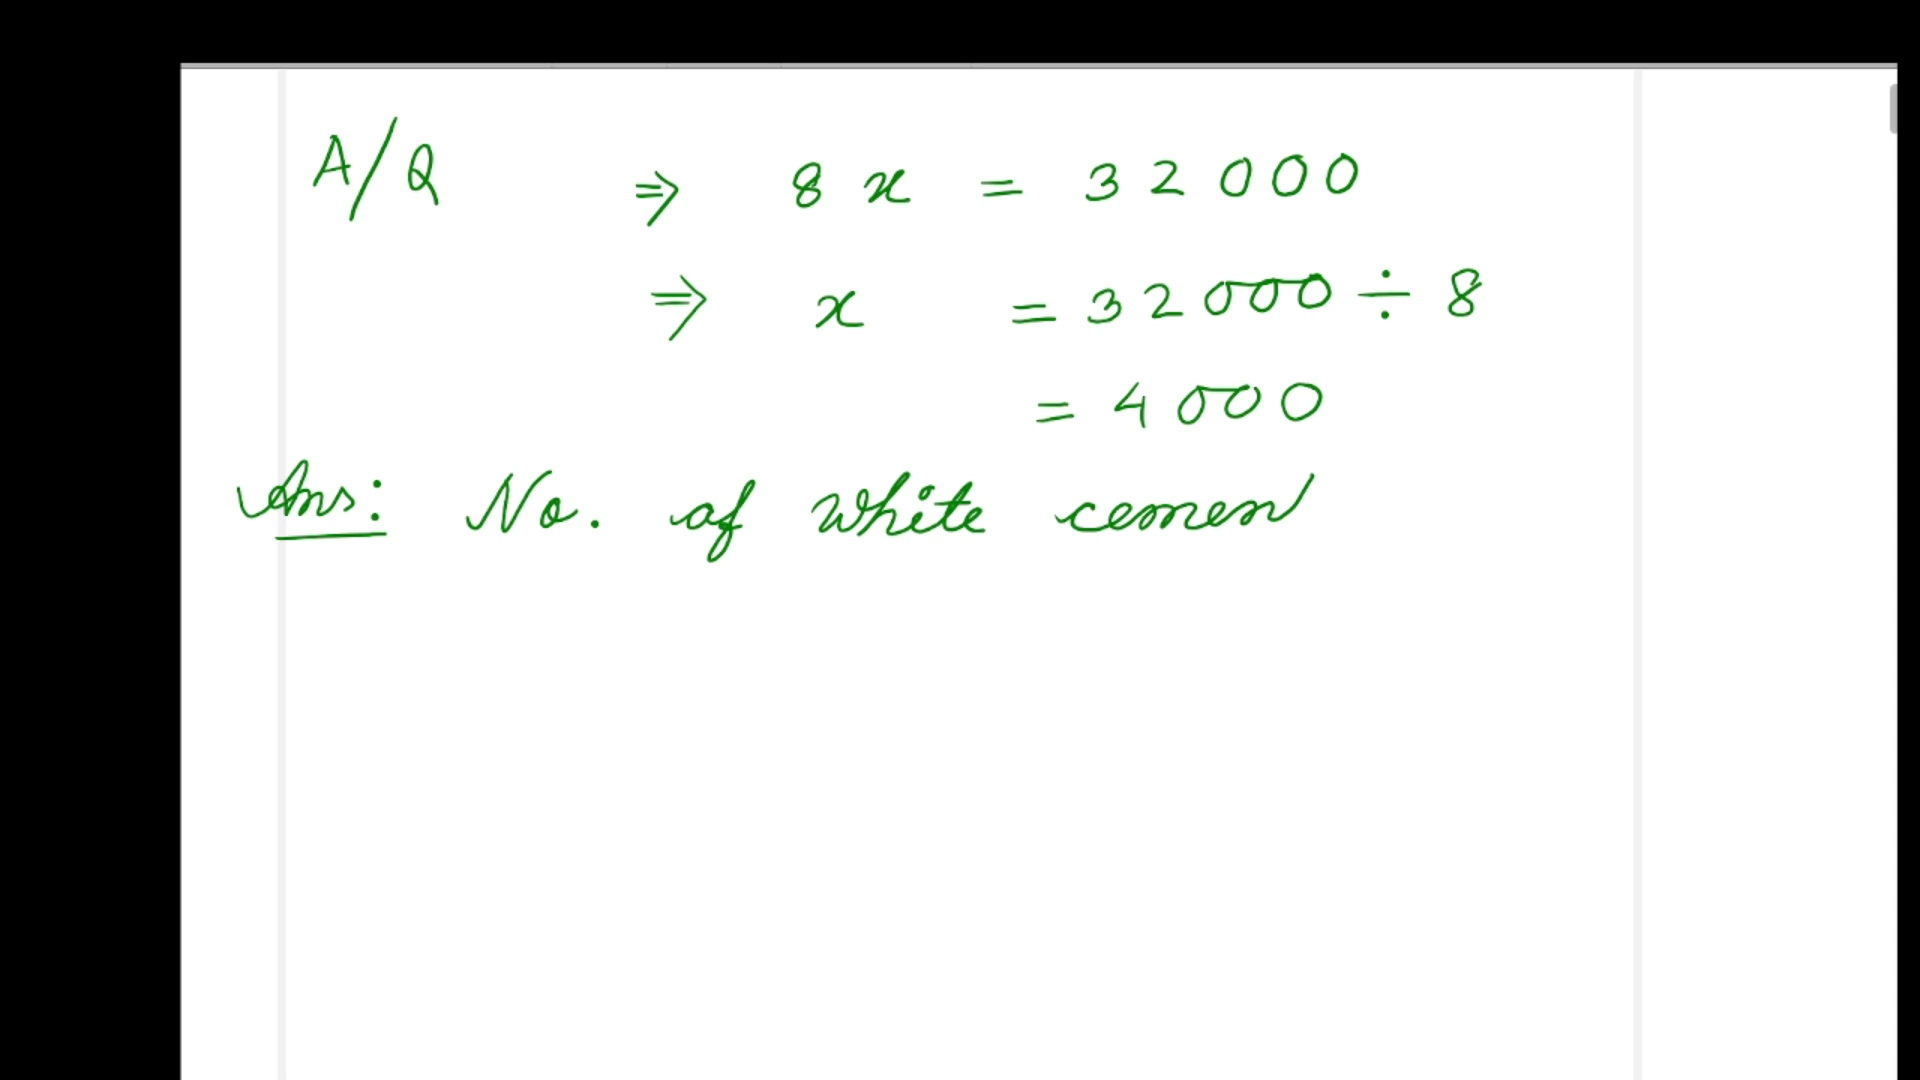 A/Q ⇒ 8x = 32000
⇒ x = 32000 ÷ 8
= 4000
Ans: No. of white cemen